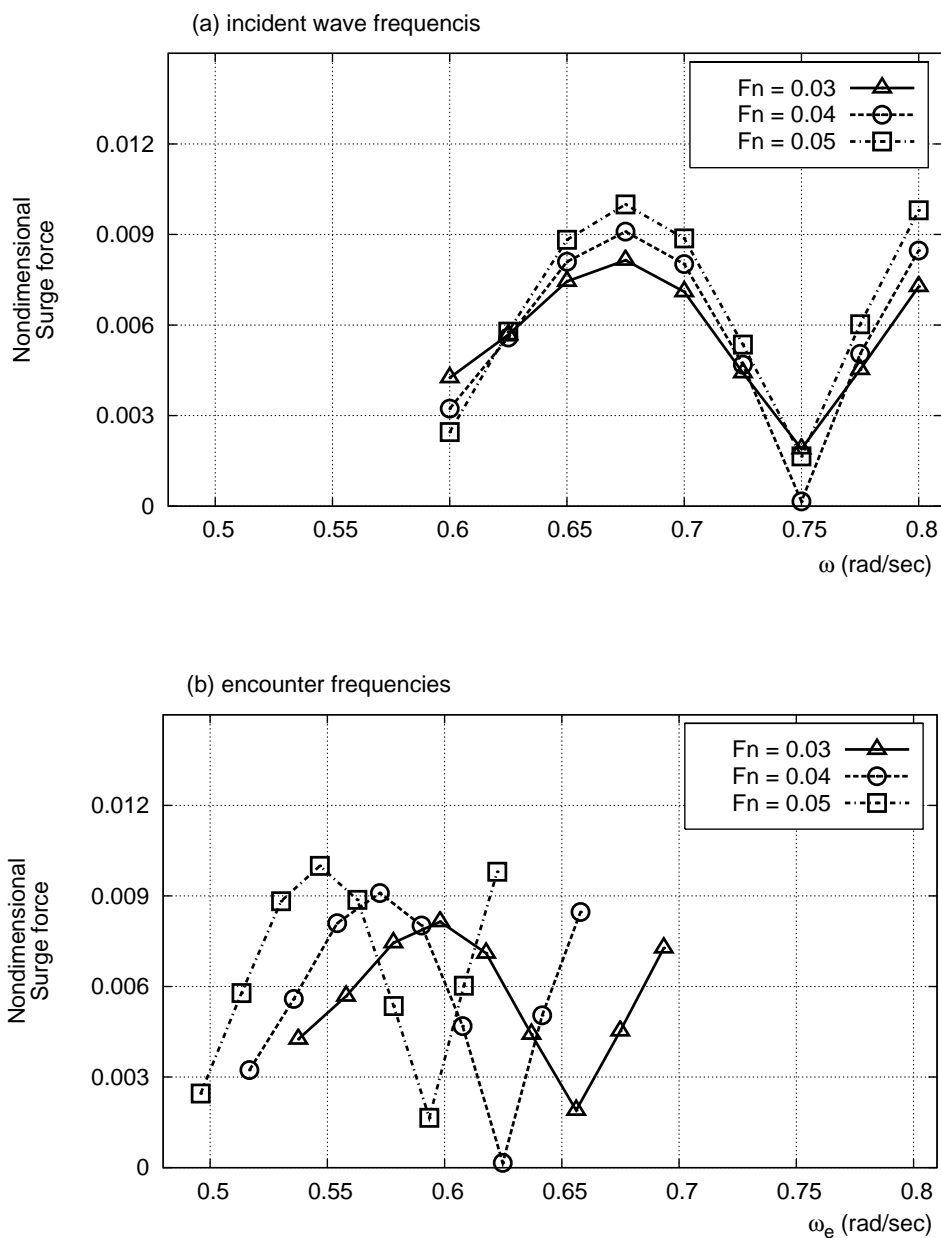 (a) incident wave frequencis
Fn = 0.03
Fn = 0.04
Fn = 0.05
0.012
0.009
0.006
0.003
0
Nondimensional
Surge force
0.5 0.55 0.6 0.65 0.7 0.75 0.8
ω (rad/sec)
(b) encounter frequencies
Fn = 0.03
Fn = 0.04
Fn = 0.05
0.012
0.009
0.006
0.003
0
Nondimensional
Surge force
0.5 0.55 0.6 0.65 0.7 0.75 0.8
ωe (rad/sec)